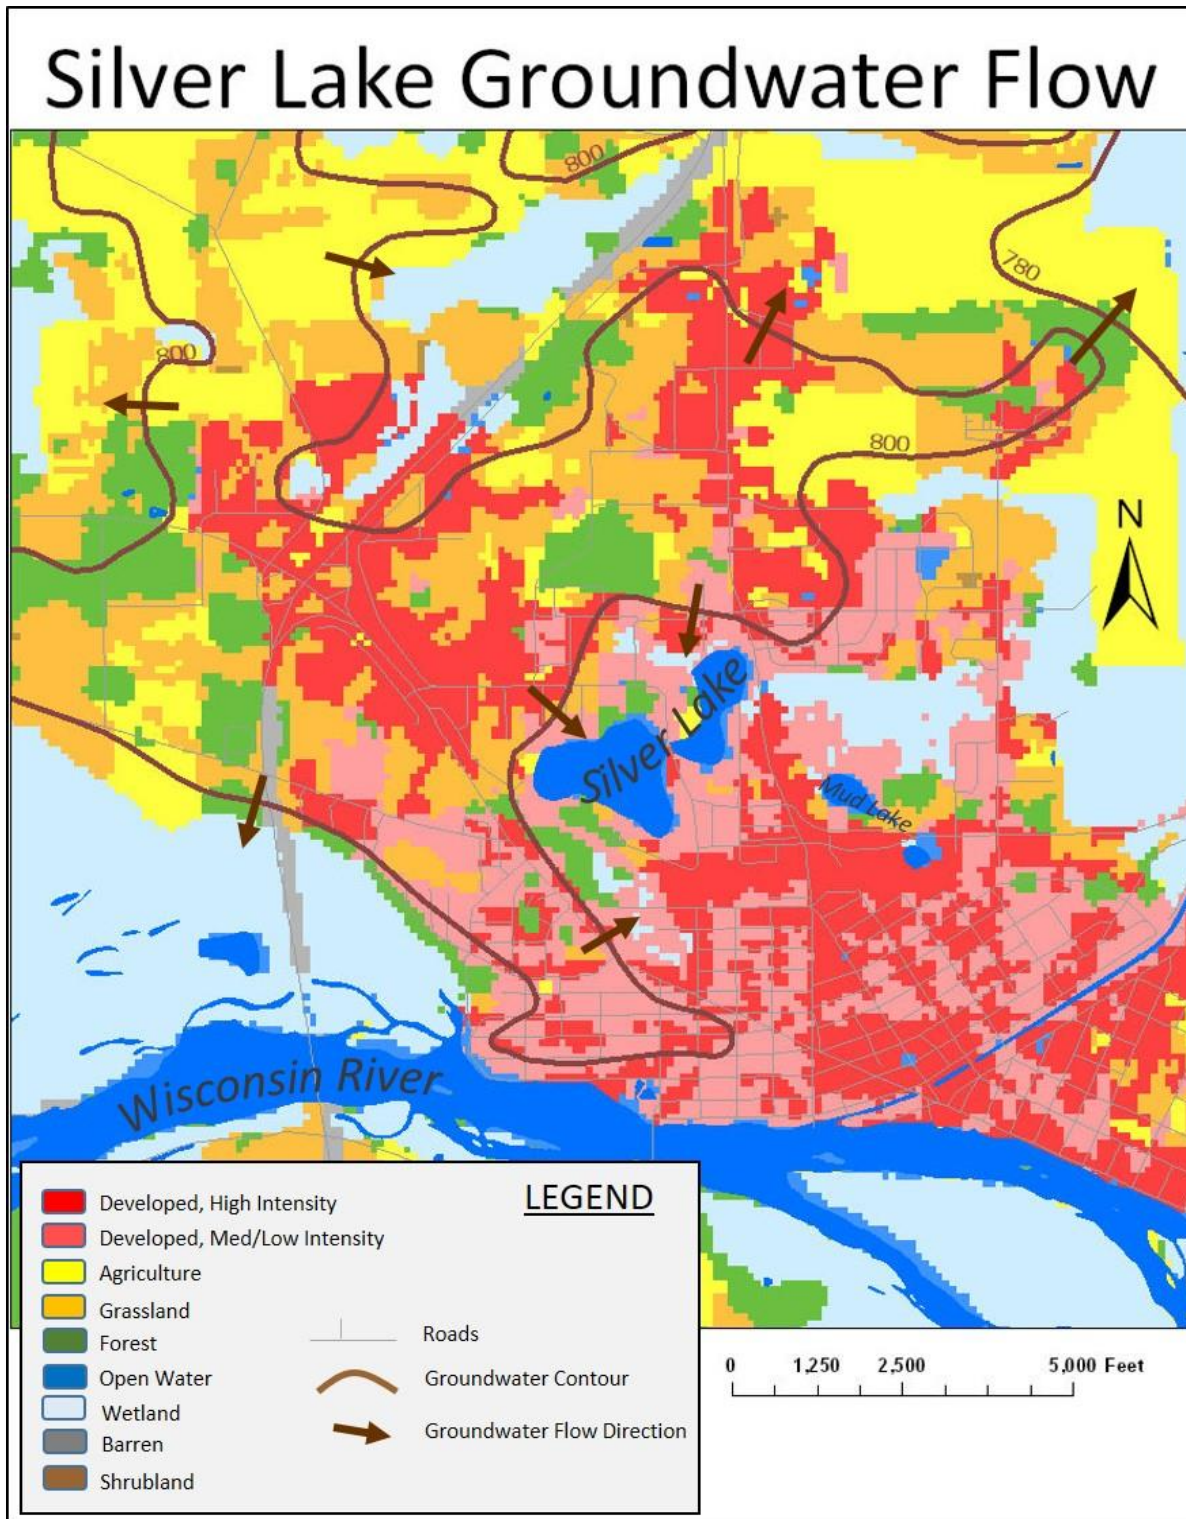 Silver Lake Groundwater Flow
800
780
800
800
N
Silver Lake
Mud Lake
Wisconsin River
LEGEND
Developed, High Intensity
Developed, Med/Low Intensity
Agriculture
Grassland
Forest
Open Water
Wetland
Barren
Shrubland
Roads
Groundwater Contour
Groundwater Flow Direction
0 1,250 2,500 5,000 Feet